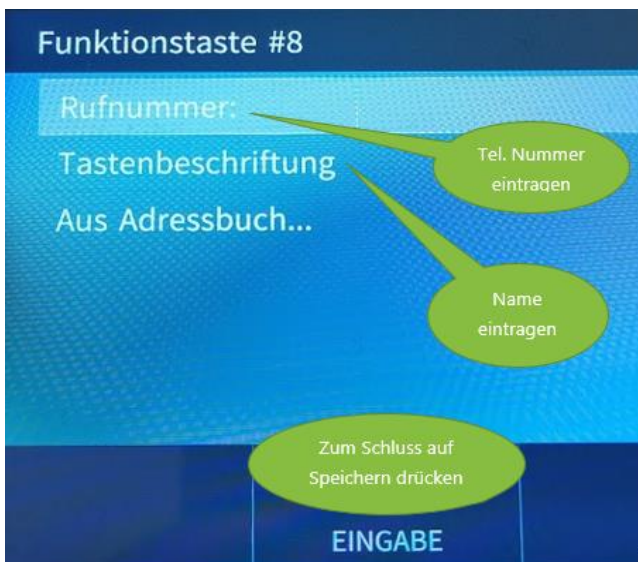 Funktionstaste #8
Rufnummer:
Tel. Nummer
eintragen
Tastenbeschriftung
Aus Adressbuch...
Name
eintragen
Zum Schluss auf
Speichern drücken
EINGABE